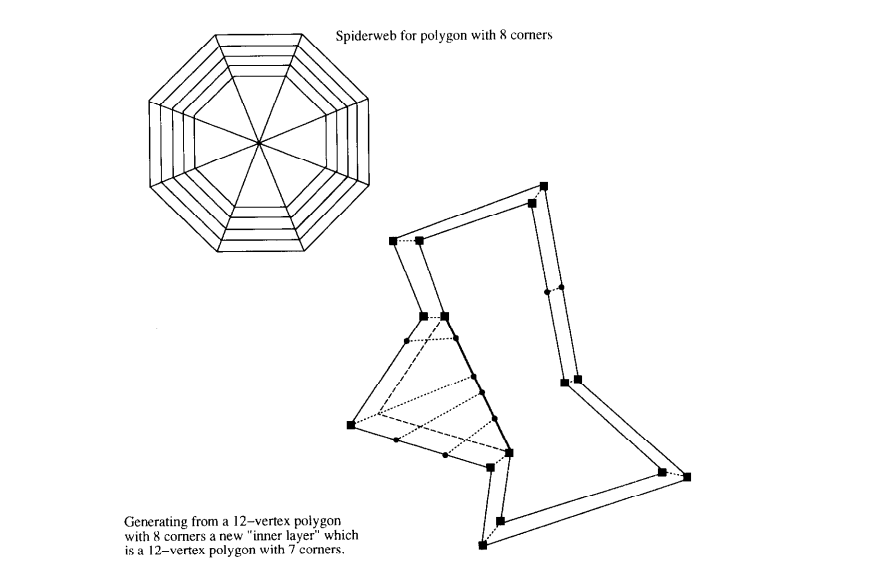 Spiderweb for polygon with 8 corners
Generating from a 12–vertex polygon
with 8 corners a new "inner layer" which
is a 12–vertex polygon with 7 corners.